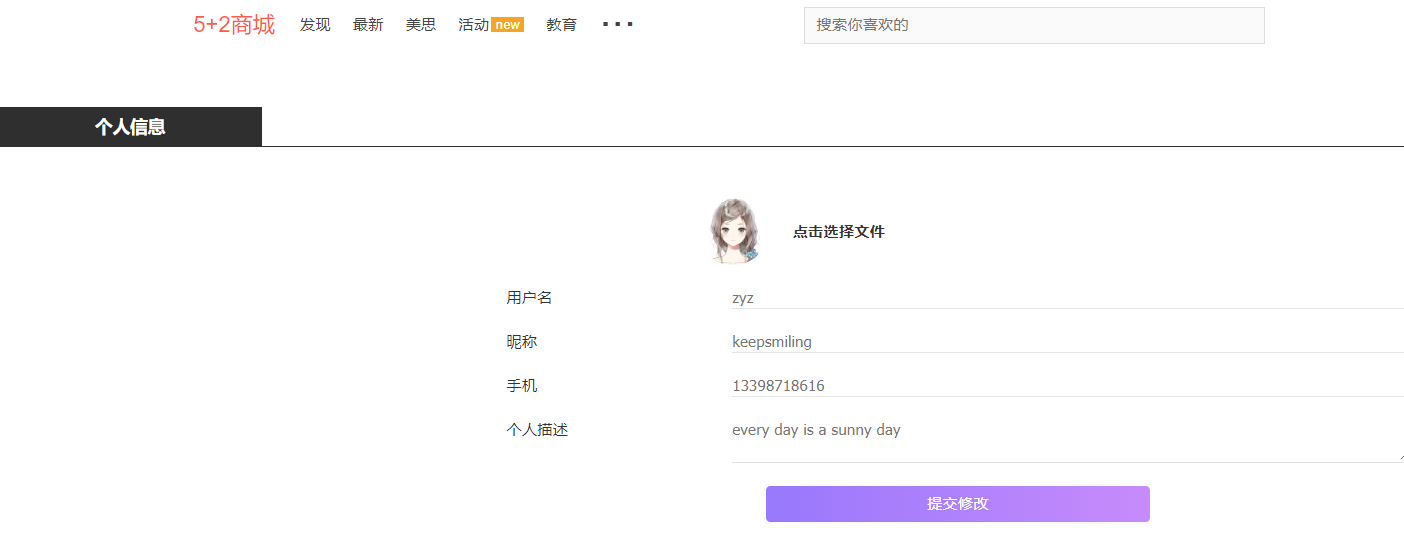 5+2商城 发现 最新 美思 活动 new 教育 ··· 搜索你喜欢的
个人信息
点击选择文件
用户名 zyz
昵称 keepsmiling
手机 13398718616
个人描述 every day is a sunny day
提交修改